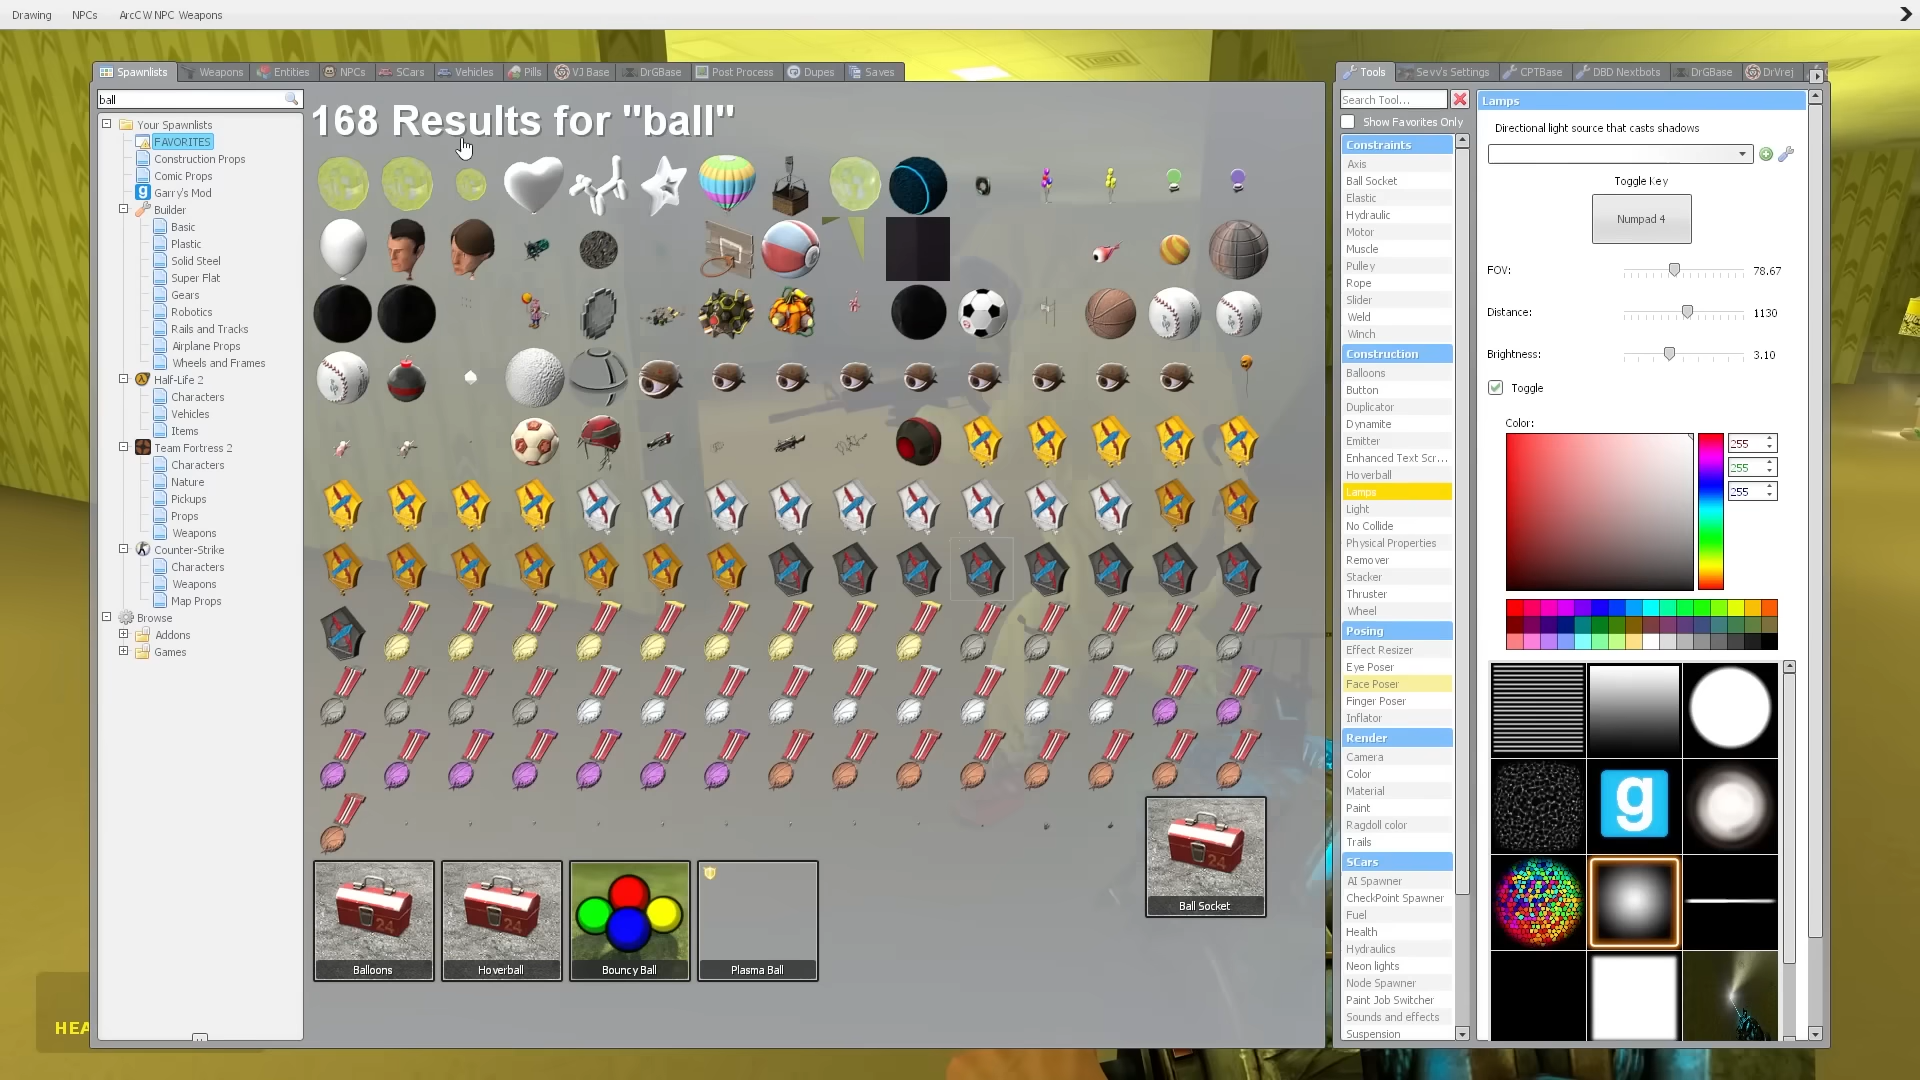 Drawing NPCs ArcCW NPC Weapons
Spawnlists Weapons Entities NPCs SCars Vehicles Pills VJ Base DrGBase Post Process Dupes Saves
ball
168 Results for "ball"
Your Spawnlists
FAVORITES
Construction Props
Comic Props
Garry's Mod
Builder
Basic
Plastic
Solid Steel
Super Flat
Gears
Robotics
Rails and Tracks
Airplane Props
Wheels and Frames
Half-Life 2
Characters
Vehicles
Items
Team Fortress 2
Characters
Nature
Pickups
Props
Weapons
Counter-Strike
Characters
Weapons
Map Props
Browse
Addons
Games
Ball Socket
Balloons
Hoverball
Bouncy Ball
Plasma Ball
HEA
Tools Sevv's Settings CPTBase DBD Nextbots DrGBase DrVrej
Search Tool...
Show Favorites Only
Constraints
Axis
Ball Socket
Elastic
Hydraulic
Motor
Muscle
Pulley
Rope
Slider
Weld
Winch
Construction
Balloons
Button
Duplicator
Dynamite
Emitter
Enhanced Text Scr...
Hoverball
Lamps
Light
No Collide
Physical Properties
Remover
Stacker
Thruster
Wheel
Posing
Effect Resizer
Eye Poser
Face Poser
Finger Poser
Inflator
Render
Camera
Color
Material
Paint
Ragdoll color
Trails
SCars
AI Spawner
CheckPoint Spawner
Fuel
Health
Hydraulics
Neon lights
Node Spawner
Paint Job Switcher
Sounds and effects
Suspension
Lamps
Directional light source that casts shadows
Toggle Key
Numpad 4
FOV: 78.67
Distance: 1130
Brightness: 3.10
Toggle
Color:
255
255
255
g